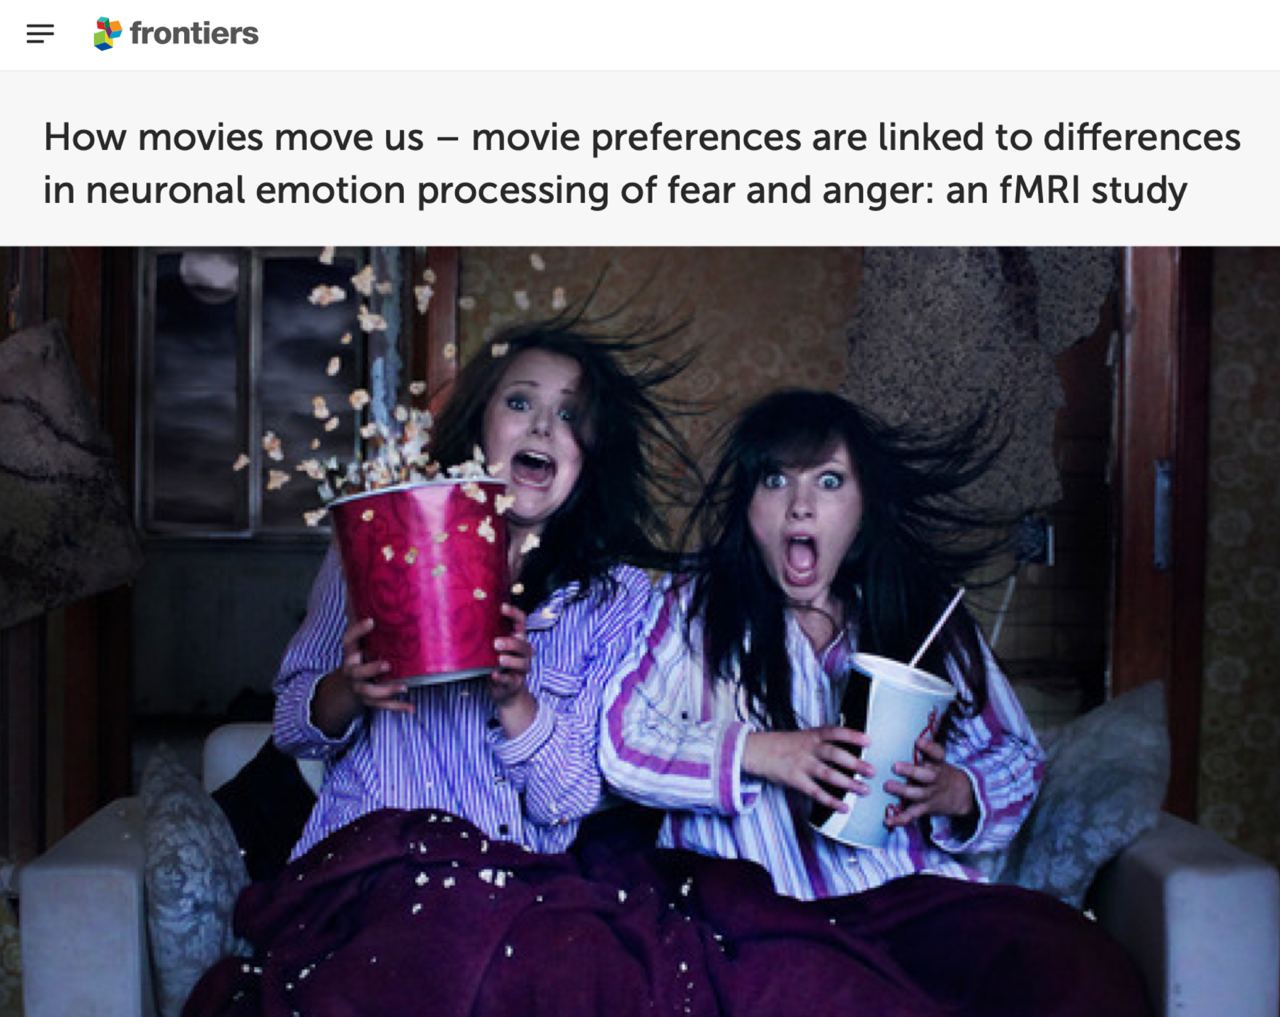 frontiers
How movies move us – movie preferences are linked to differences
in neuronal emotion processing of fear and anger: an fMRI study